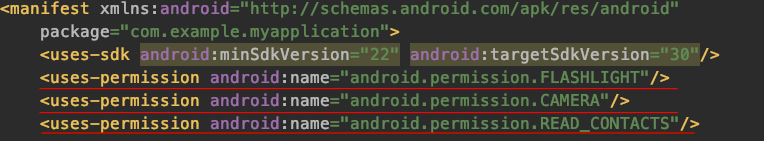 <manifest xmlns:android="http://schemas.android.com/apk/res/android"
package="com.example.myapplication">
<uses-sdk android:minSdkVersion="22" android:targetSdkVersion="30"/>
<uses-permission android:name="android.permission.FLASHLIGHT"/>
<uses-permission android:name="android.permission.CAMERA"/>
<uses-permission android:name="android.permission.READ_CONTACTS"/>